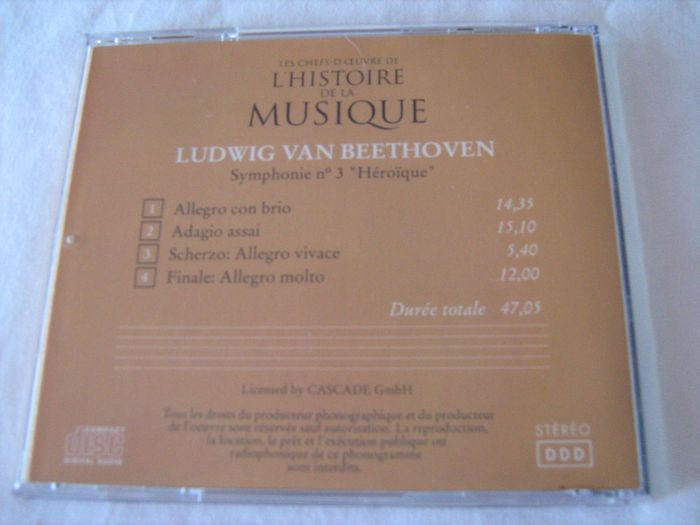 LES CHEFS-D'ŒUVRE DE
L'HISTOIRE
DE LA
MUSIQUE
LUDWIG VAN BEETHOVEN
Symphonie nº 3 "Héroïque"
1 Allegro con brio 14,35
2 Adagio assai 15,10
3 Scherzo: Allegro vivace 5,40
4 Finale: Allegro molto 12,00
Durée totale 47,05
Licensed by CASCADE GmbH
Tous les droits du producteur phonographique et du producteur
de l'oeuvre sont réservés sauf autorisation. La reproduction,
la location, le prêt et l'exécution publique ou
radiophonique de ce phonogramme
sont interdits.
COMPACT
disc
DIGITAL AUDIO
STÉRÉO
DDD